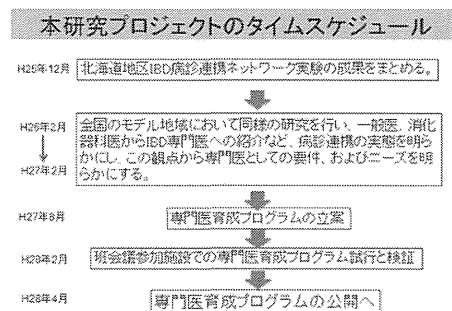 本研究プロジェクトのタイムスケジュール
H25年12月 北海道地区IBD病診連携ネットワーク実験の成果をまとめる。
H26年2月 全国のモデル地域において同様の研究を行い、一般医、消化
器科医からIBD専門医への紹介など、病診連携の実態を明ら
かにし、この観点から専門医としての要件、およびニーズを明
H27年2月 らかにする。
H27年8月 専門医育成プログラムの立案
H28年2月 班会議参加施設での専門医育成プログラム試行と検証
H28年4月 専門医育成プログラムの公開へ